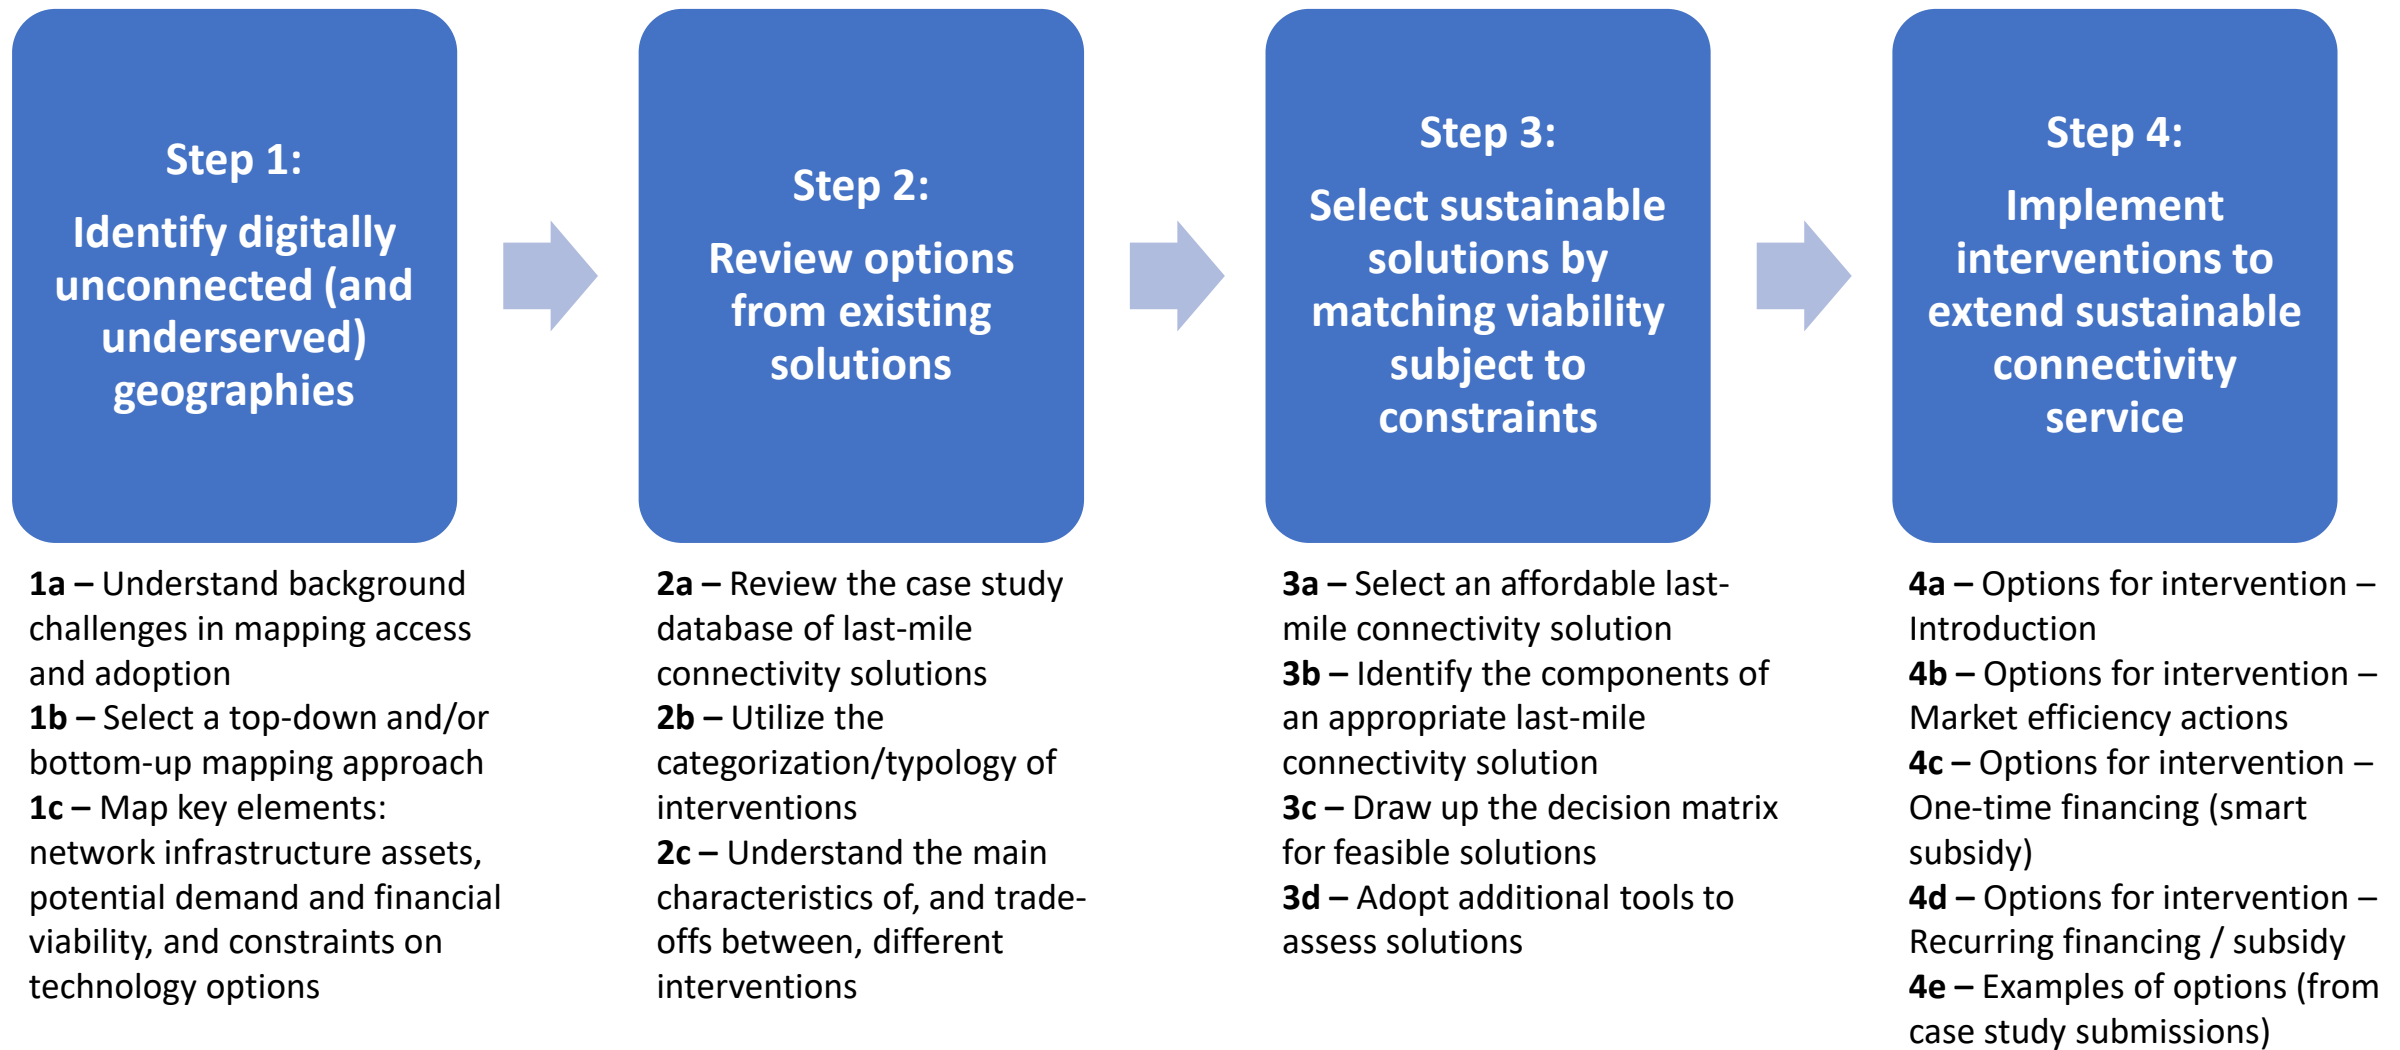 Step 1:
Identify digitally
unconnected (and
underserved)
geographies
Step 2:
Review options
from existing
solutions
Step 3:
Select sustainable
solutions by
matching viability
subject to
constraints
Step 4:
Implement
interventions to
extend sustainable
connectivity
service
1a – Understand background
challenges in mapping access
and adoption
1b – Select a top-down and/or
bottom-up mapping approach
1c – Map key elements:
network infrastructure assets,
potential demand and financial
viability, and constraints on
technology options
2a – Review the case study
database of last-mile
connectivity solutions
2b – Utilize the
categorization/typology of
interventions
2c – Understand the main
characteristics of, and trade-
offs between, different
interventions
3a – Select an affordable last-
mile connectivity solution
3b – Identify the components of
an appropriate last-mile
connectivity solution
3c – Draw up the decision matrix
for feasible solutions
3d – Adopt additional tools to
assess solutions
4a – Options for intervention –
Introduction
4b – Options for intervention –
Market efficiency actions
4c – Options for intervention –
One-time financing (smart
subsidy)
4d – Options for intervention –
Recurring financing / subsidy
4e – Examples of options (from
case study submissions)